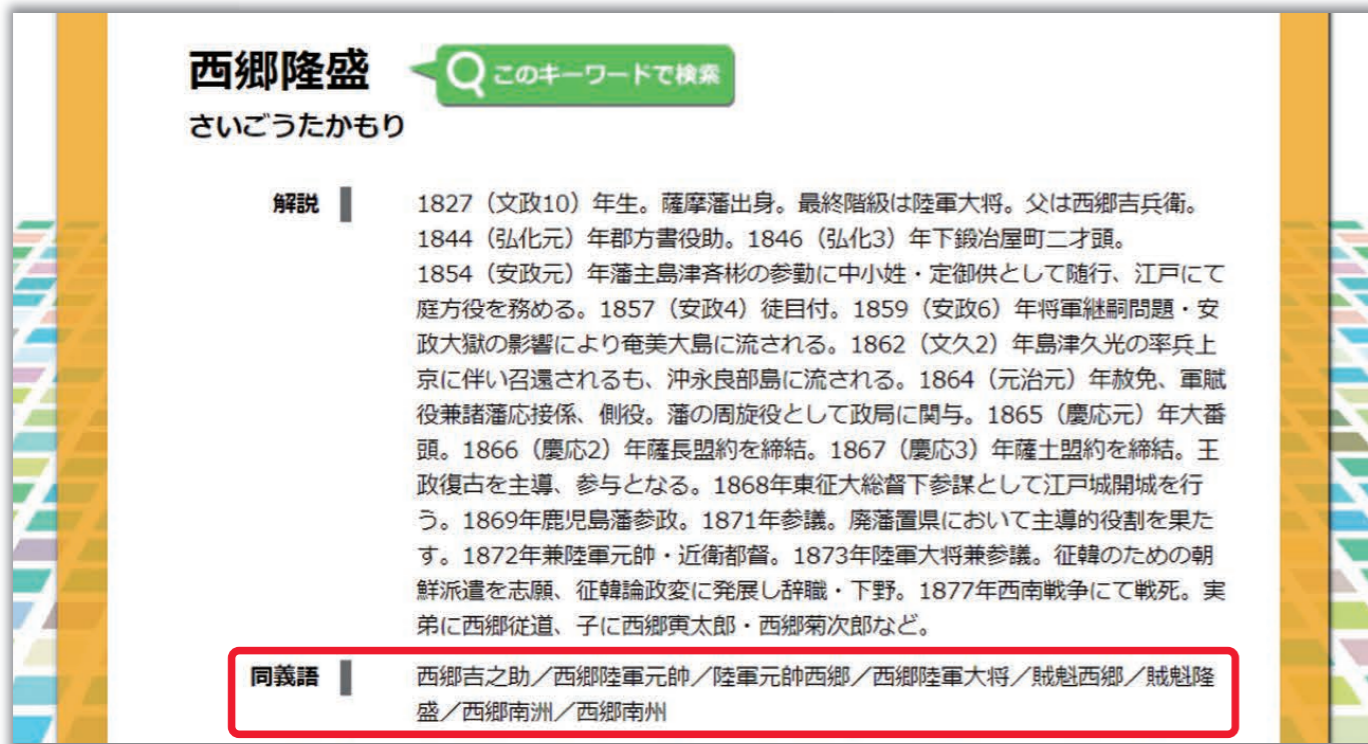 西郷隆盛 このキーワードで検索
さいごうたかもり
解説 1827（文政10）年生。薩摩藩出身。最終階級は陸軍大将。父は西郷吉兵衛。
1844（弘化元）年郡方書役助。1846（弘化3）年下鍛冶屋町二才頭。
1854（安政元）年藩主島津斉彬の参勤に中小姓・定御供として随行、江戸にて
庭方役を務める。1857（安政4）徒目付。1859（安政6）年将軍継嗣問題・安
政大獄の影響により奄美大島に流される。1862（文久2）年島津久光の率兵上
京に伴い召還されるも、沖永良部島に流される。1864（元治元）年赦免、軍賦
役兼諸藩応接係、側役。藩の周旋役として政局に関与。1865（慶応元）年大番
頭。1866（慶応2）年薩長盟約を締結。1867（慶応3）年薩土盟約を締結。王
政復古を主導、参与となる。1868年東征大総督下参謀として江戸城開城を行
う。1869年鹿児島藩参政。1871年参議。廃藩置県において主導的役割を果た
す。1872年兼陸軍元帥・近衛都督。1873年陸軍大将兼参議。征韓のための朝
鮮派遣を志願、征韓論政変に発展し辞職・下野。1877年西南戦争にて戦死。実
弟に西郷従道、子に西郷寅太郎・西郷菊次郎など。
同義語 西郷吉之助／西郷陸軍元帥／陸軍元帥西郷／西郷陸軍大将／賊魁西郷／賊魁隆
盛／西郷南洲／西郷南州